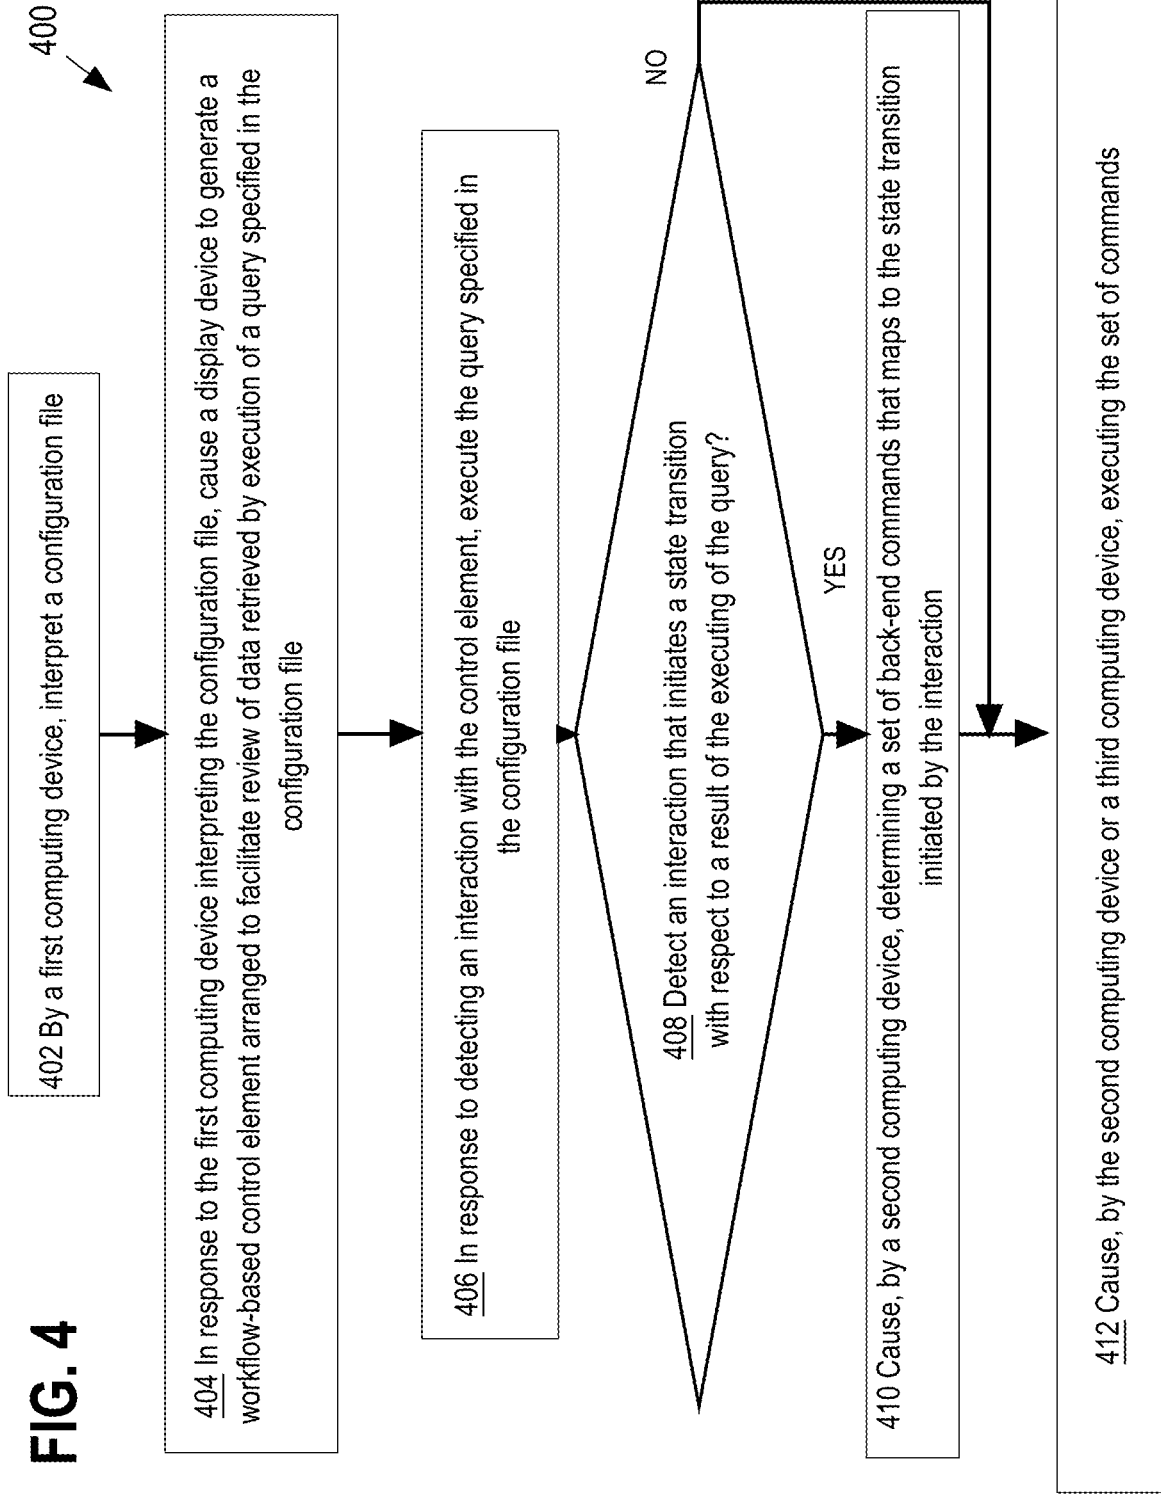 FIG. 4
400
402 By a first computing device, interpret a configuration file
404 In response to the first computing device interpreting the configuration file, cause a display device to generate a
workflow-based control element arranged to facilitate review of data retrieved by execution of a query specified in the
configuration file
406 In response to detecting an interaction with the control element, execute the query specified in
the configuration file
408 Detect an interaction that initiates a state transition
with respect to a result of the executing of the query?
NO
YES
410 Cause, by a second computing device, determining a set of back-end commands that maps to the state transition
initiated by the interaction
412 Cause, by the second computing device or a third computing device, executing the set of commands